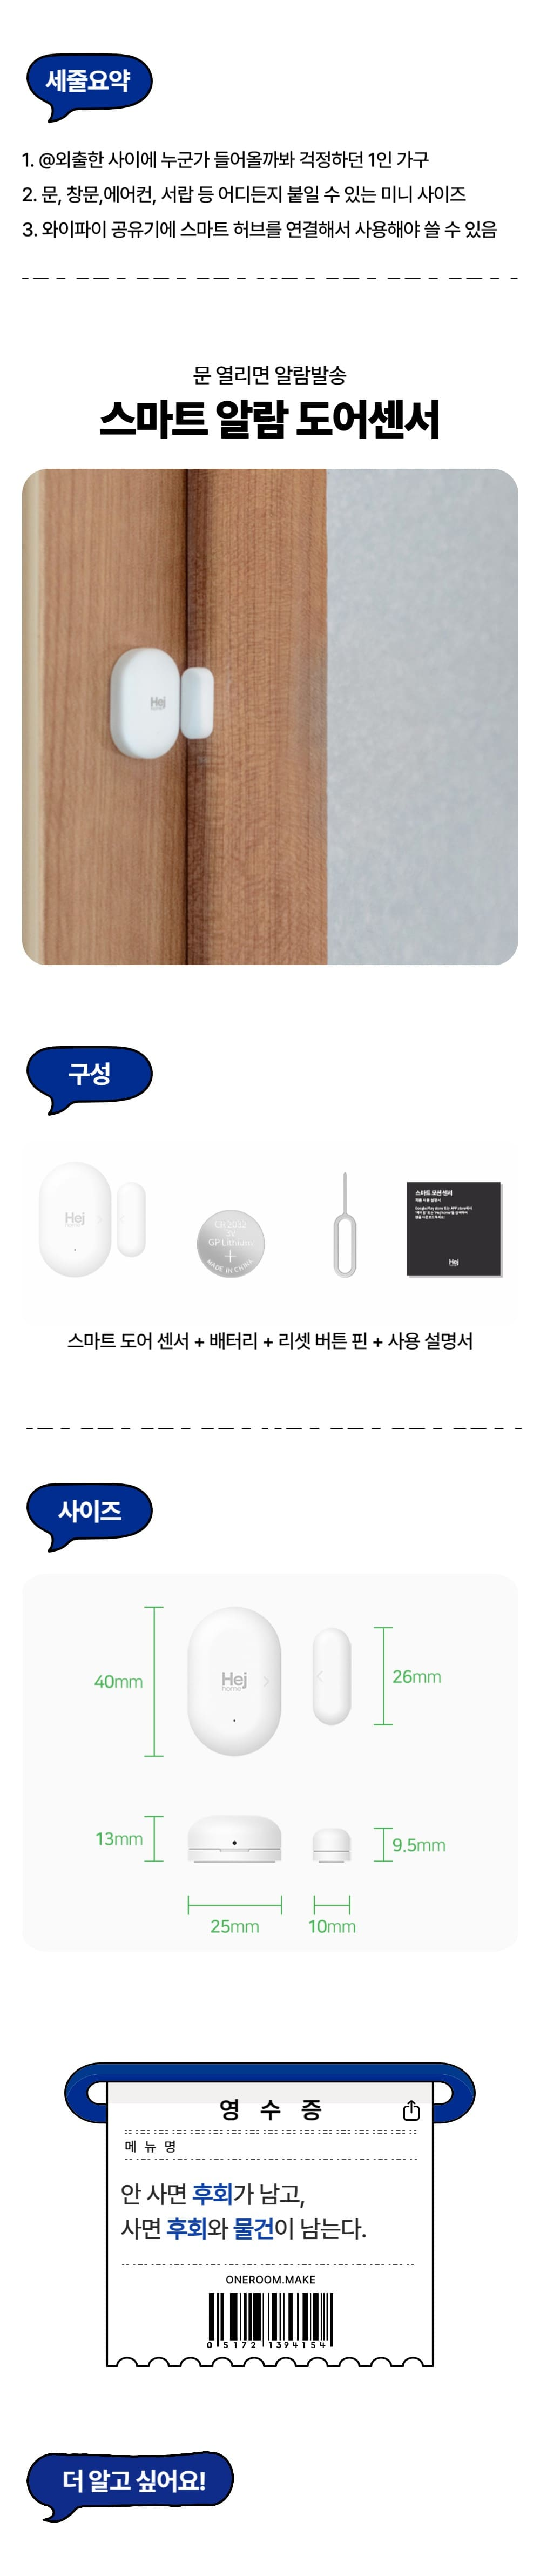 세줄요약
1. @외출한 사이에 누군가 들어올까봐 걱정하던 1인 가구
2. 문, 창문,에어컨, 서랍 등 어디든지 붙일 수 있는 미니 사이즈
3. 와이파이 공유기에 스마트 허브를 연결해서 사용해야 쓸 수 있음
문 열리면 알람발송
스마트 알람 도어센서
Hej
구성
Hej
home
CR 2032
3V
GP Lithium
MADE IN CHINA
스마트 모션 센서
제품 사용 설명서
Hej
스마트 도어 센서 + 배터리 + 리셋 버튼 핀 + 사용 설명서
사이즈
40mm
Hej
home
26mm
13mm
9.5mm
25mm
10mm
영 수 증
메 뉴 명
안 사면 후회가 남고,
사면 후회와 물건이 남는다.
ONEROOM.MAKE
0 5172 1394154
더 알고 싶어요!